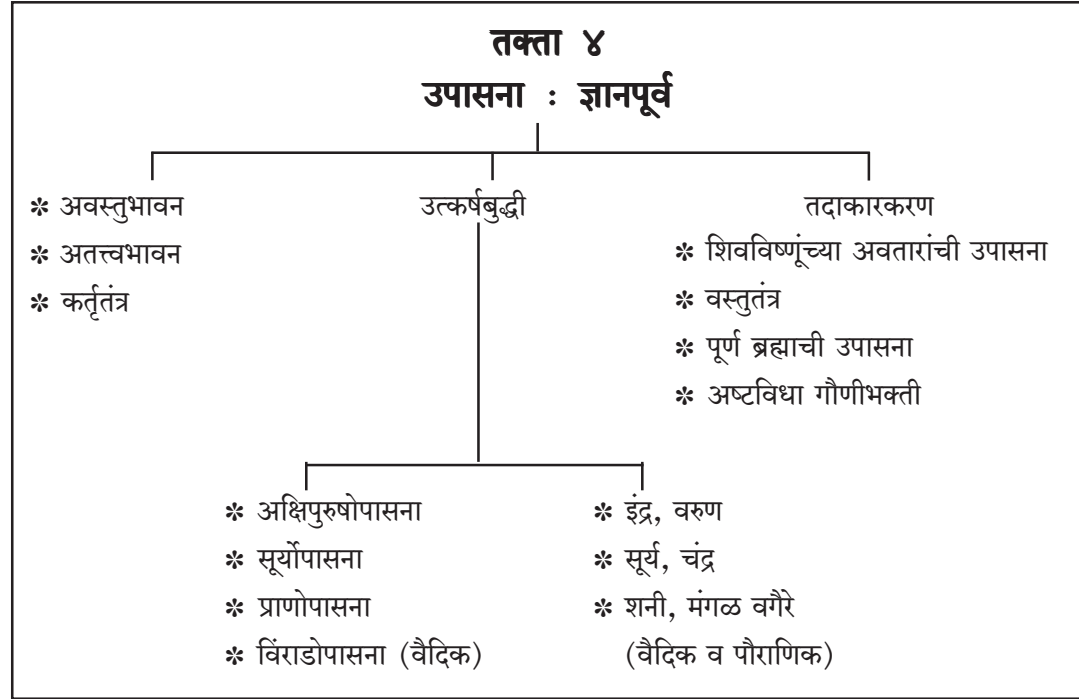 तक्ता ४
उपासना : ज्ञानपूर्व
* अवस्तुभावन
* अतत्त्वभावन
* कर्तृतंत्र
उत्कर्षबुद्धी
तदाकारकरण
* शिवविष्णूंच्या अवतारांची उपासना
* वस्तुतंत्र
* पूर्ण ब्रह्माची उपासना
* अष्टविधा गौणीभक्ती
* अक्षिपुरुषोपासना
* सूर्योपासना
* प्राणोपासना
* विंराडोपासना (वैदिक)
* इंद्र, वरुण
* सूर्य, चंद्र
* शनी, मंगळ वगैरे
(वैदिक व पौराणिक)